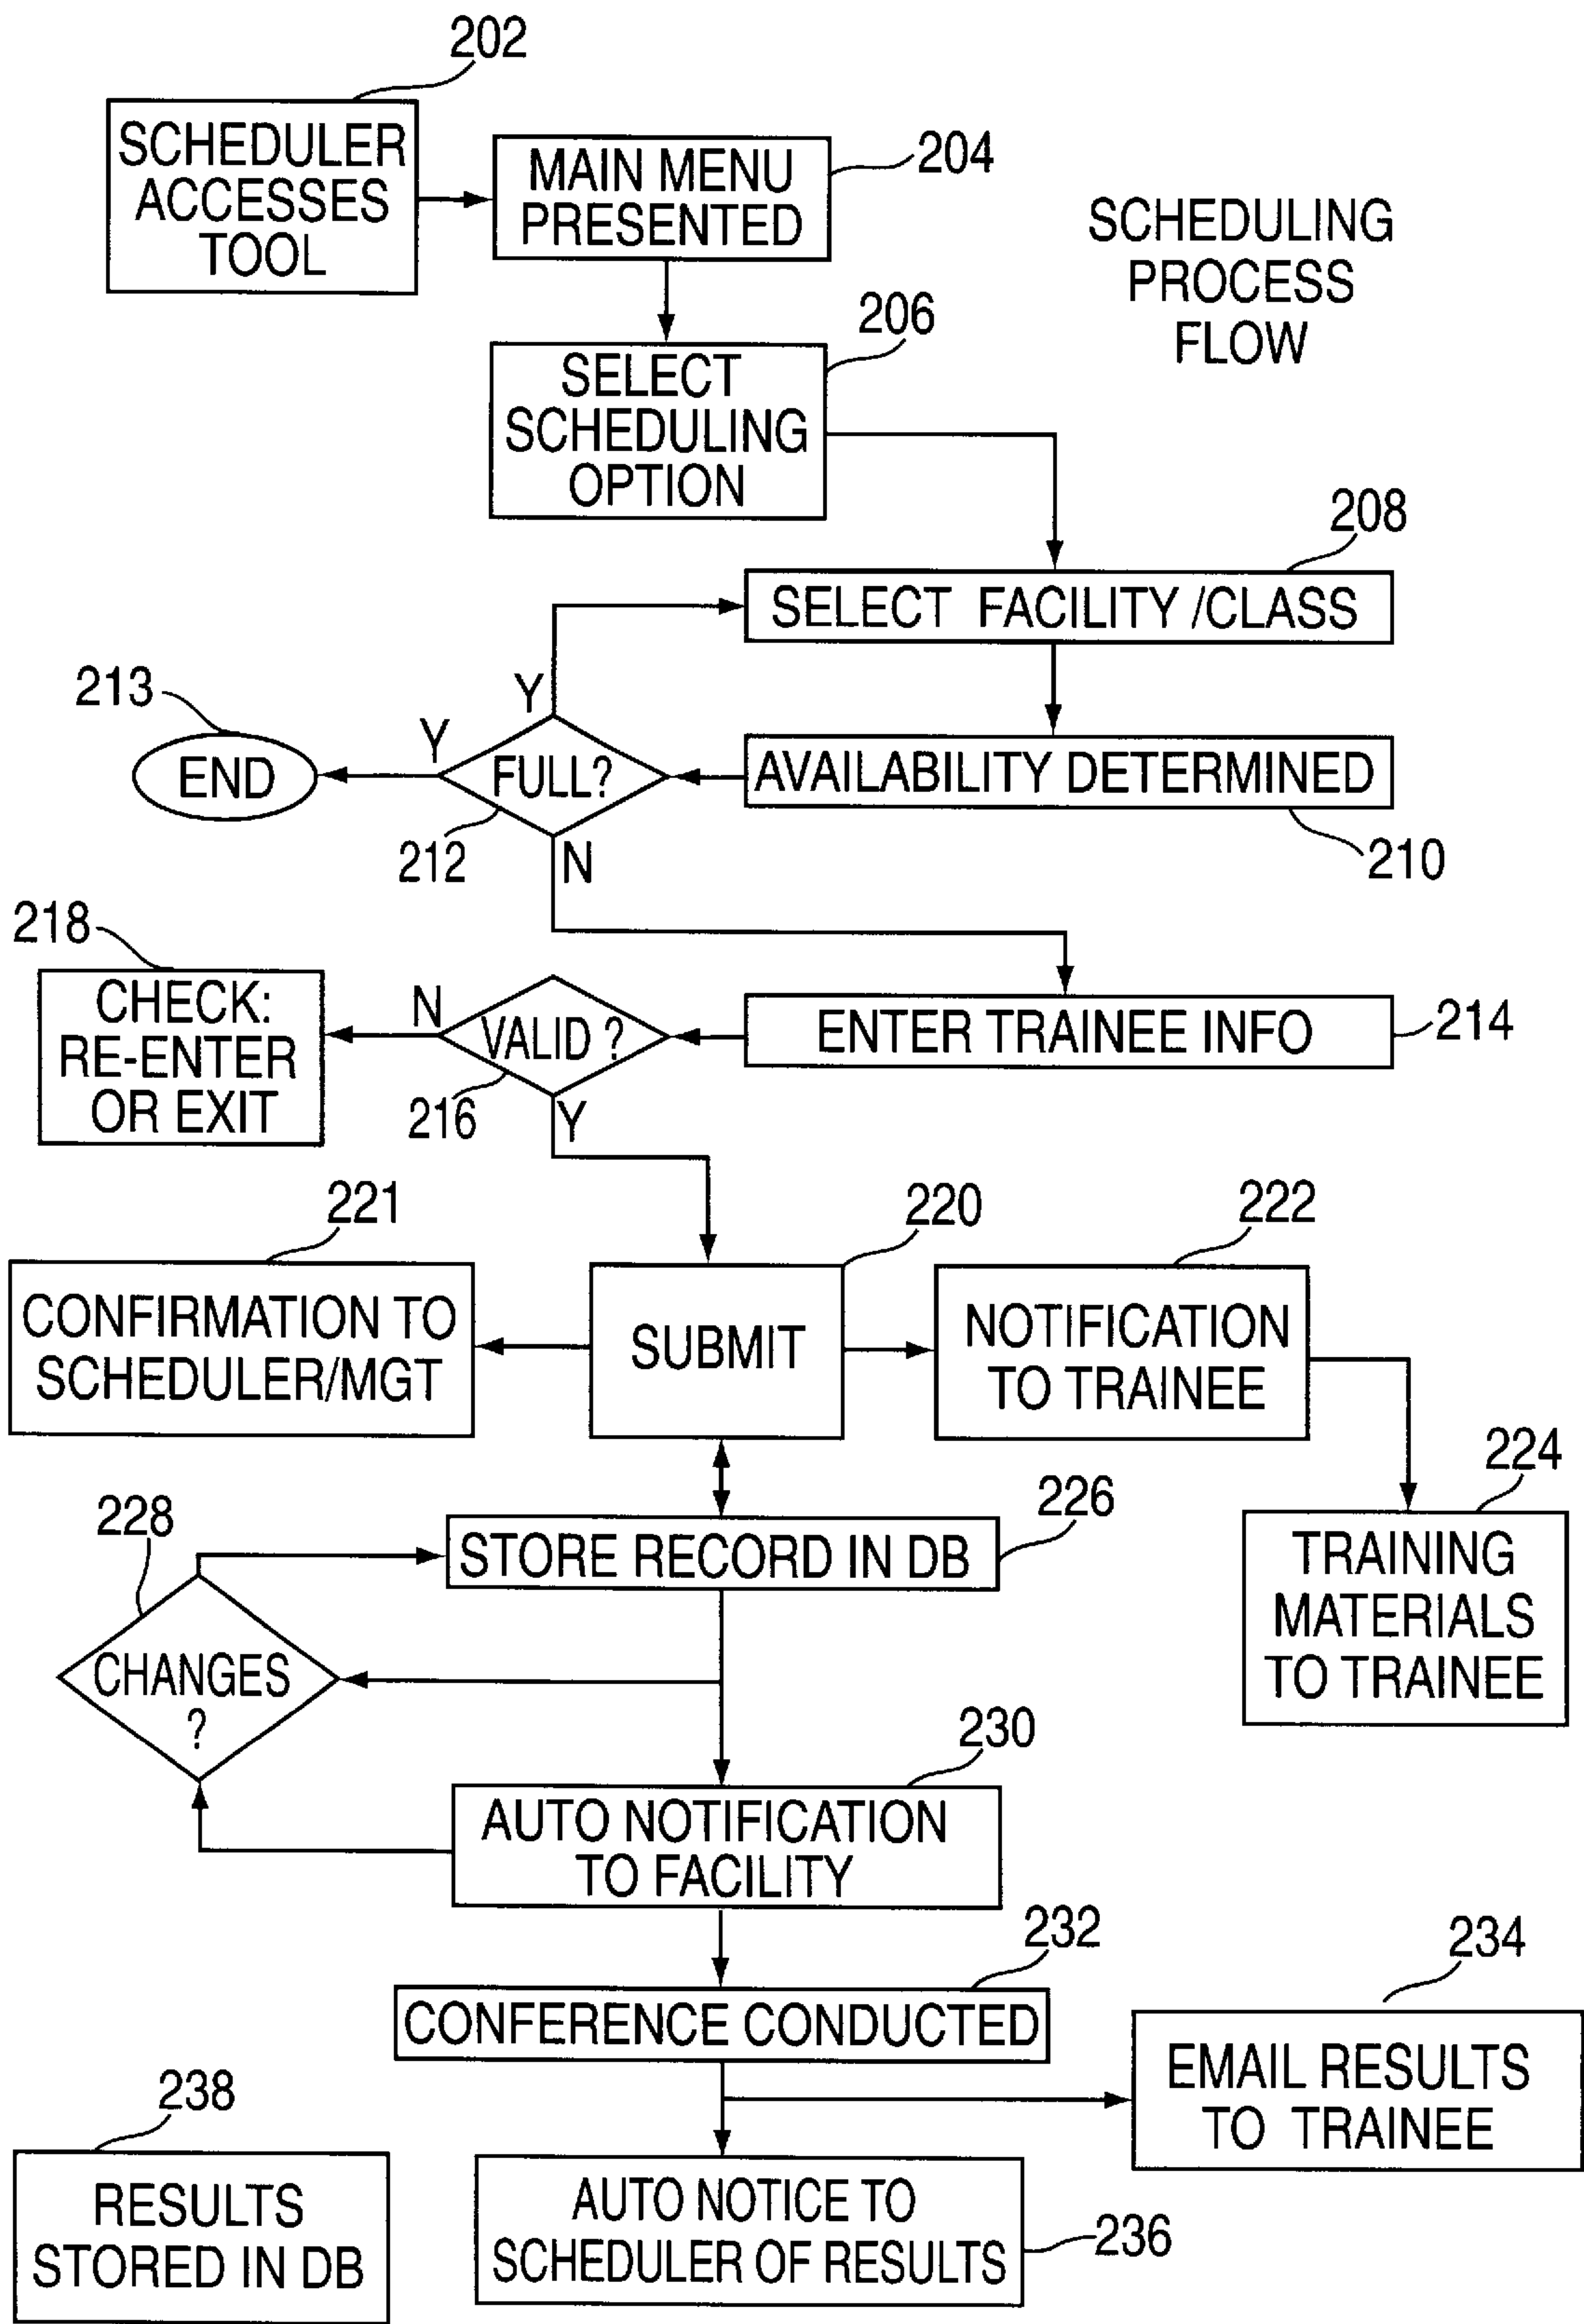 202
SCHEDULER
ACCESSES
TOOL
MAIN MENU
PRESENTED
204
SCHEDULING
PROCESS
FLOW
206
SELECT
SCHEDULING
OPTION
208
SELECT FACILITY /CLASS
213
Y
Y
END
FULL?
AVAILABILITY DETERMINED
212
N
210
218
CHECK:
RE-ENTER
OR EXIT
N
VALID ?
ENTER TRAINEE INFO
214
216
Y
221
220
222
CONFIRMATION TO
SCHEDULER/MGT
SUBMIT
NOTIFICATION
TO TRAINEE
224
228
226
STORE RECORD IN DB
TRAINING
MATERIALS
TO TRAINEE
CHANGES
?
230
AUTO NOTIFICATION
TO FACILITY
232
234
CONFERENCE CONDUCTED
EMAIL RESULTS
TO TRAINEE
238
RESULTS
STORED IN DB
AUTO NOTICE TO
SCHEDULER OF RESULTS
236